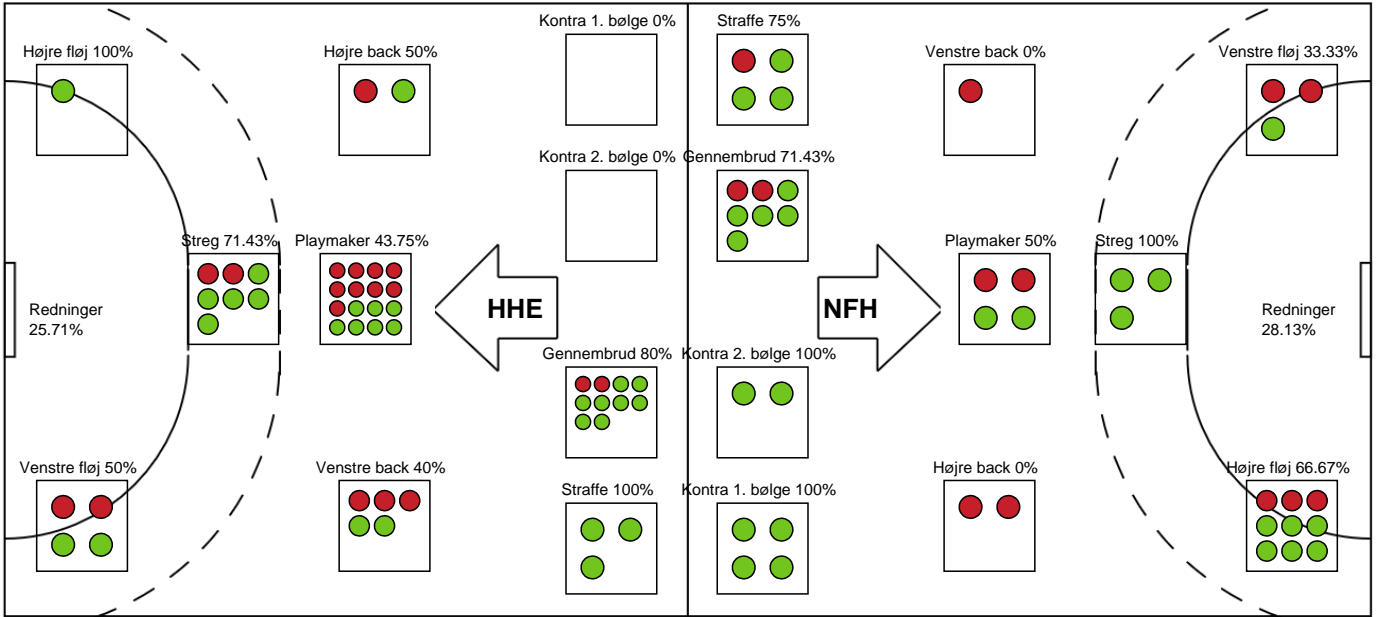 Kontra 1. bølge 0%
Straffe 75%
Højre fløj 100%
Højre back 50%
Venstre back 0%
Venstre fløj 33.33%
Kontra 2. bølge 0%
Gennembrud 71.43%
Streg 71.43%
Playmaker 43.75%
Playmaker 50%
Streg 100%
Redninger
25.71%
HHE
NFH
Redninger
28.13%
Gennembrud 80%
Kontra 2. bølge 100%
Venstre fløj 50%
Venstre back 40%
Højre back 0%
Højre fløj 66.67%
Straffe 100%
Kontra 1. bølge 100%